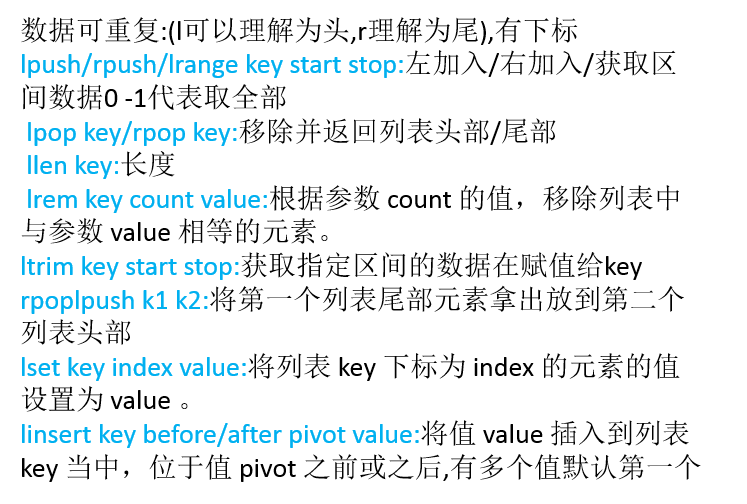 数据可重复:(l可以理解为头,r理解为尾),有下标
lpush/rpush/lrange key start stop:左加入/右加入/获取区
间数据0 -1代表取全部
lpop key/rpop key:移除并返回列表头部/尾部
llen key:长度
lrem key count value:根据参数 count 的值，移除列表中
与参数 value 相等的元素。
ltrim key start stop:获取指定区间的数据在赋值给key
rpoplpush k1 k2:将第一个列表尾部元素拿出放到第二个
列表头部
lset key index value:将列表 key 下标为 index 的元素的值
设置为 value 。
linsert key before/after pivot value:将值 value 插入到列表
key 当中，位于值 pivot 之前或之后,有多个值默认第一个